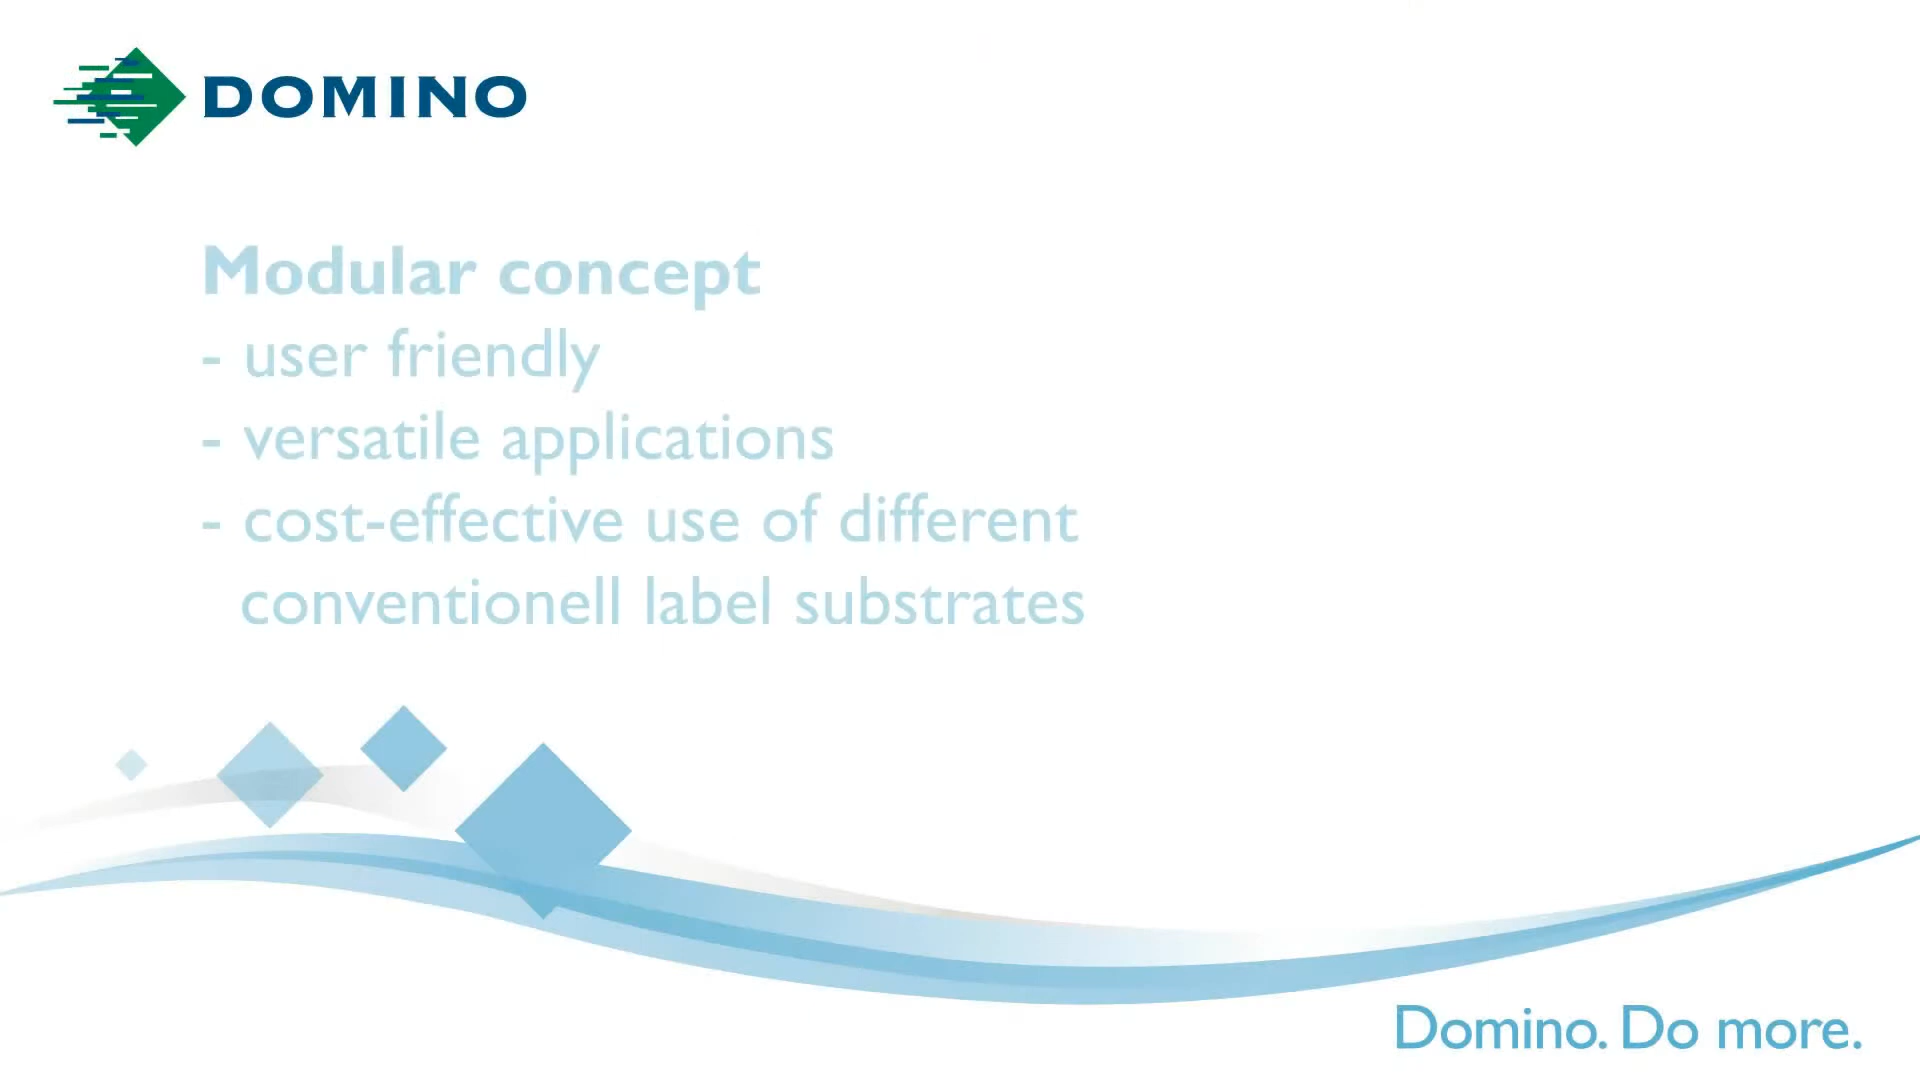 DOMINO
Modular concept
- user friendly
- versatile applications
- cost-effective use of different
conventionell label substrates
Domino. Do more.